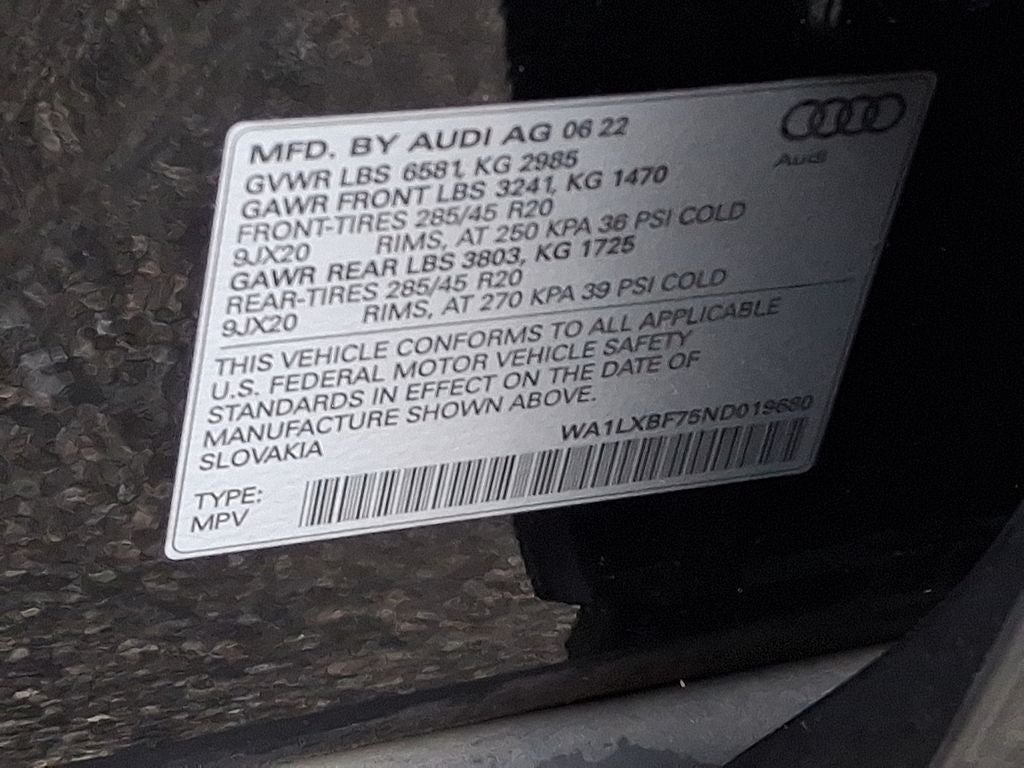 MFD. BY AUDI AG 06 22
Audi
GVWR LBS 6581, KG 2985
GAWR FRONT LBS 3241, KG 1470
FRONT-TIRES 285/45 R20
9JX20 RIMS, AT 250 KPA 36 PSI COLD
GAWR REAR LBS 3803, KG 1725
REAR-TIRES 285/45 R20
9JX20 RIMS, AT 270 KPA 39 PSI COLD
THIS VEHICLE CONFORMS TO ALL APPLICABLE
U.S. FEDERAL MOTOR VEHICLE SAFETY
STANDARDS IN EFFECT ON THE DATE OF
MANUFACTURE SHOWN ABOVE.
SLOVAKIA
WA1LXBF75ND019680
TYPE:
MPV